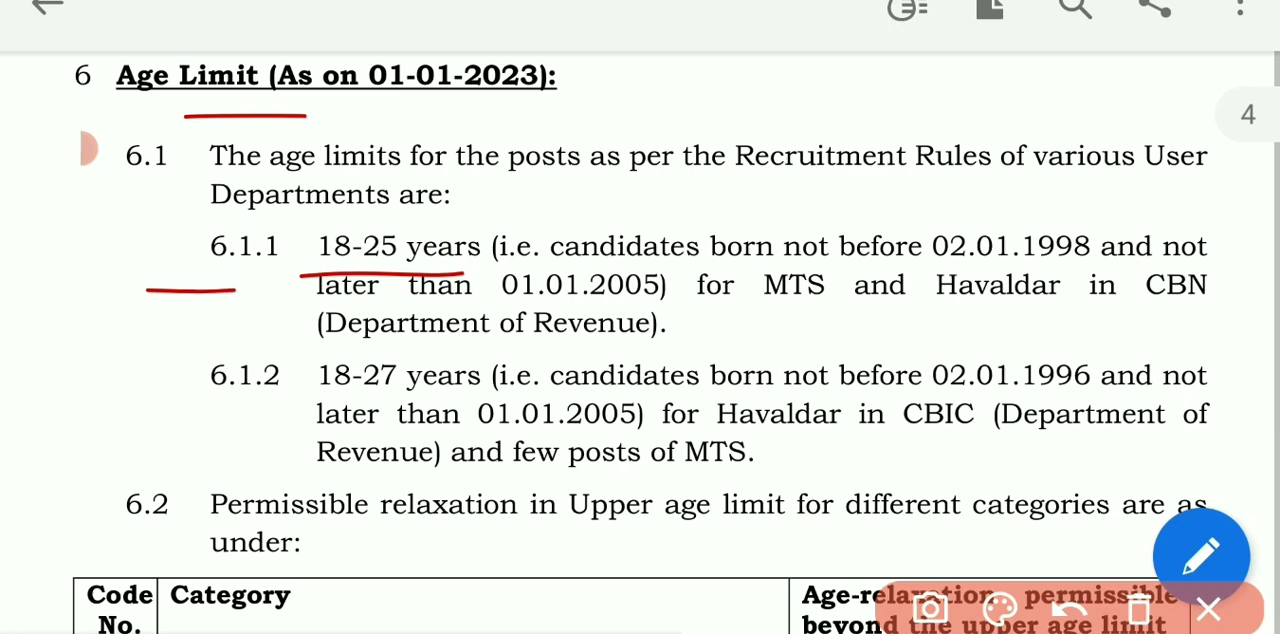 6 Age Limit (As on 01-01-2023):
4
6.1 The age limits for the posts as per the Recruitment Rules of various User
Departments are:
6.1.1 18-25 years (i.e. candidates born not before 02.01.1998 and not
later than 01.01.2005) for MTS and Havaldar in CBN
(Department of Revenue).
6.1.2 18-27 years (i.e. candidates born not before 02.01.1996 and not
later than 01.01.2005) for Havaldar in CBIC (Department of
Revenue) and few posts of MTS.
6.2 Permissible relaxation in Upper age limit for different categories are as
under:
Code Category Age-relaxation permissible
No. beyond the upper age limit